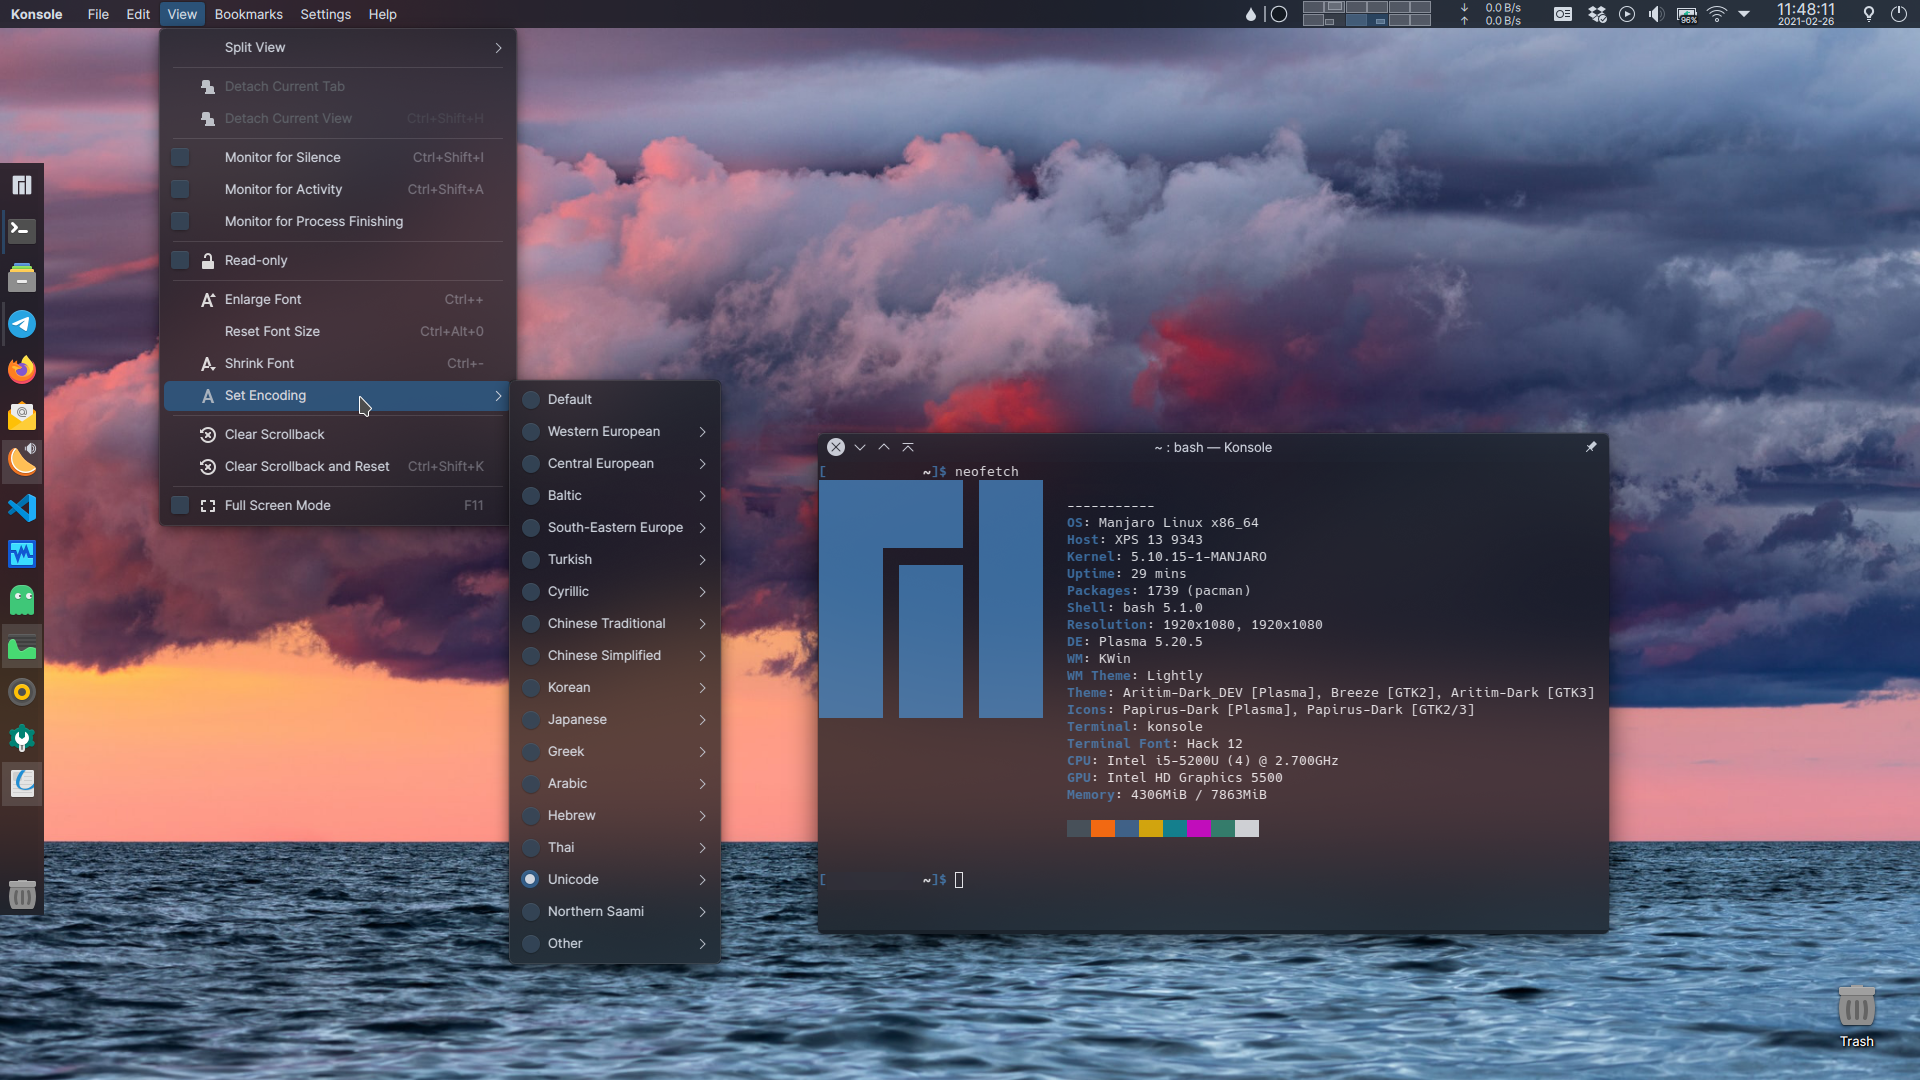 Konsole File Edit View Bookmarks Settings Help
0.0 B/s
0.0 B/s
96%
11:48:11
2021-02-26
Split View
Detach Current Tab
Detach Current View Ctrl+Shift+H
Monitor for Silence Ctrl+Shift+I
Monitor for Activity Ctrl+Shift+A
Monitor for Process Finishing
Read-only
Enlarge Font Ctrl++
Reset Font Size Ctrl+Alt+0
Shrink Font Ctrl+-
Set Encoding
Clear Scrollback
Clear Scrollback and Reset Ctrl+Shift+K
Full Screen Mode F11
Default
Western European
Central European
Baltic
South-Eastern Europe
Turkish
Cyrillic
Chinese Traditional
Chinese Simplified
Korean
Japanese
Greek
Arabic
Hebrew
Thai
Unicode
Northern Saami
Other
~ : bash — Konsole
[ ~]$ neofetch
-----------
OS: Manjaro Linux x86_64
Host: XPS 13 9343
Kernel: 5.10.15-1-MANJARO
Uptime: 29 mins
Packages: 1739 (pacman)
Shell: bash 5.1.0
Resolution: 1920x1080, 1920x1080
DE: Plasma 5.20.5
WM: KWin
WM Theme: Lightly
Theme: Aritim-Dark_DEV [Plasma], Breeze [GTK2], Aritim-Dark [GTK3]
Icons: Papirus-Dark [Plasma], Papirus-Dark [GTK2/3]
Terminal: konsole
Terminal Font: Hack 12
CPU: Intel i5-5200U (4) @ 2.700GHz
GPU: Intel HD Graphics 5500
Memory: 4306MiB / 7863MiB
[ ~]$
Trash